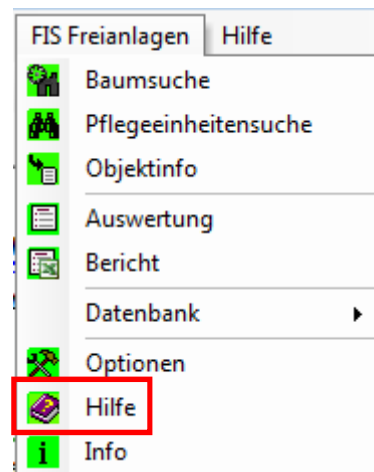 FIS Freianlagen Hilfe
Baumsuche
Pflegeeinheitensuche
Objektinfo
Auswertung
Bericht
Datenbank
Optionen
Hilfe
Info